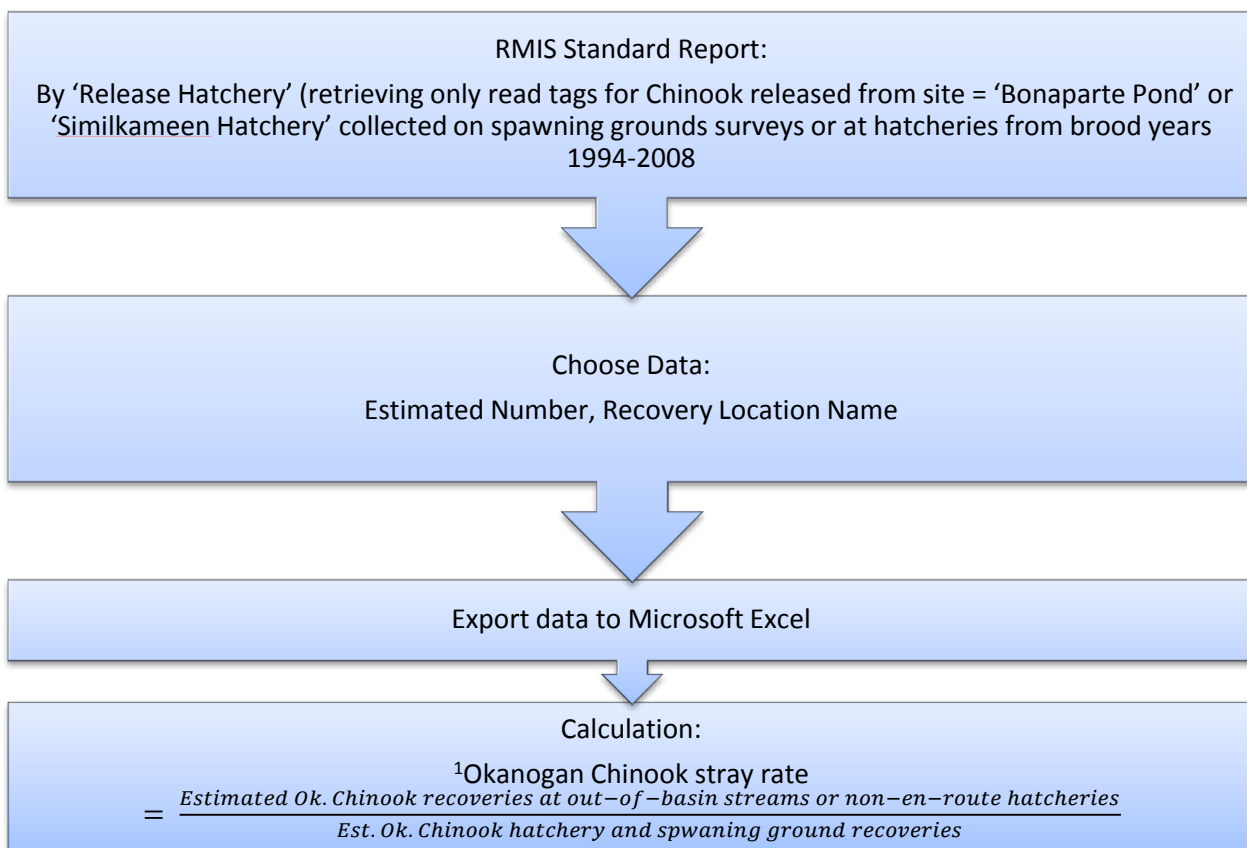 RMIS Standard Report:
By ‘Release Hatchery’ (retrieving only read tags for Chinook released from site = ‘Bonaparte Pond’ or
‘Similkameen Hatchery’ collected on spawning grounds surveys or at hatcheries from brood years
1994-2008
Choose Data:
Estimated Number, Recovery Location Name
Export data to Microsoft Excel
Calculation:
¹Okanogan Chinook stray rate
= Estimated Ok. Chinook recoveries at out−of−basin streams or non−en−route hatcheries
Est. Ok. Chinook hatchery and spwaning ground recoveries